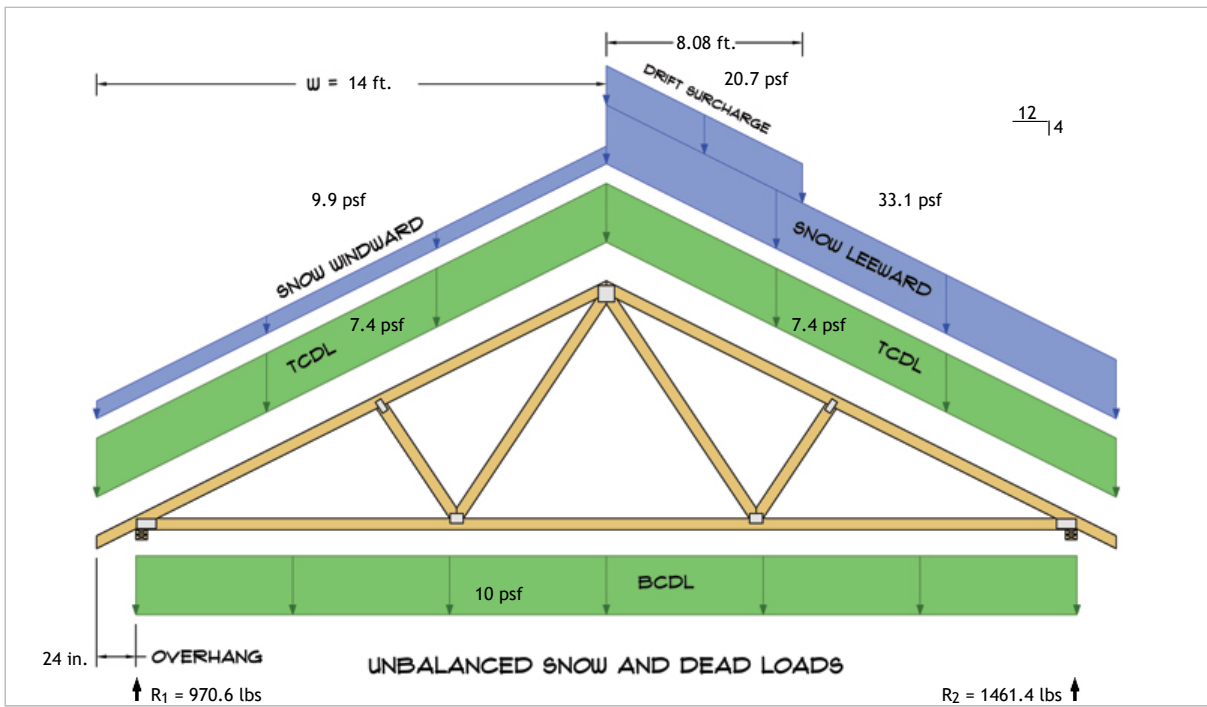 8.08 ft.
W = 14 ft.
DRIFT SURCHARGE
20.7 psf
12
4
9.9 psf
33.1 psf
SNOW WINDWARD
SNOW LEEWARD
7.4 psf
7.4 psf
TCDL
TCDL
10 psf
BCDL
24 in.
OVERHANG
UNBALANCED SNOW AND DEAD LOADS
R₁ = 970.6 lbs
R₂ = 1461.4 lbs